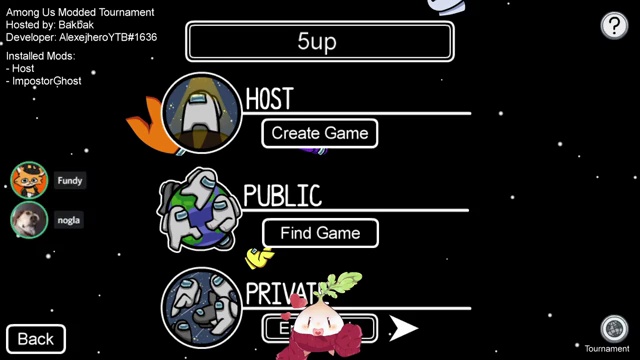 Among Us Modded Tournament
Hosted by: Bakbak
Developer: AlexejheroYTB#1636
Installed Mods:
- Host
- ImpostorGhost
5up
?
HOST
Create Game
Fundy
nogla
PUBLIC
Find Game
PRIVATE
Back
Tournament